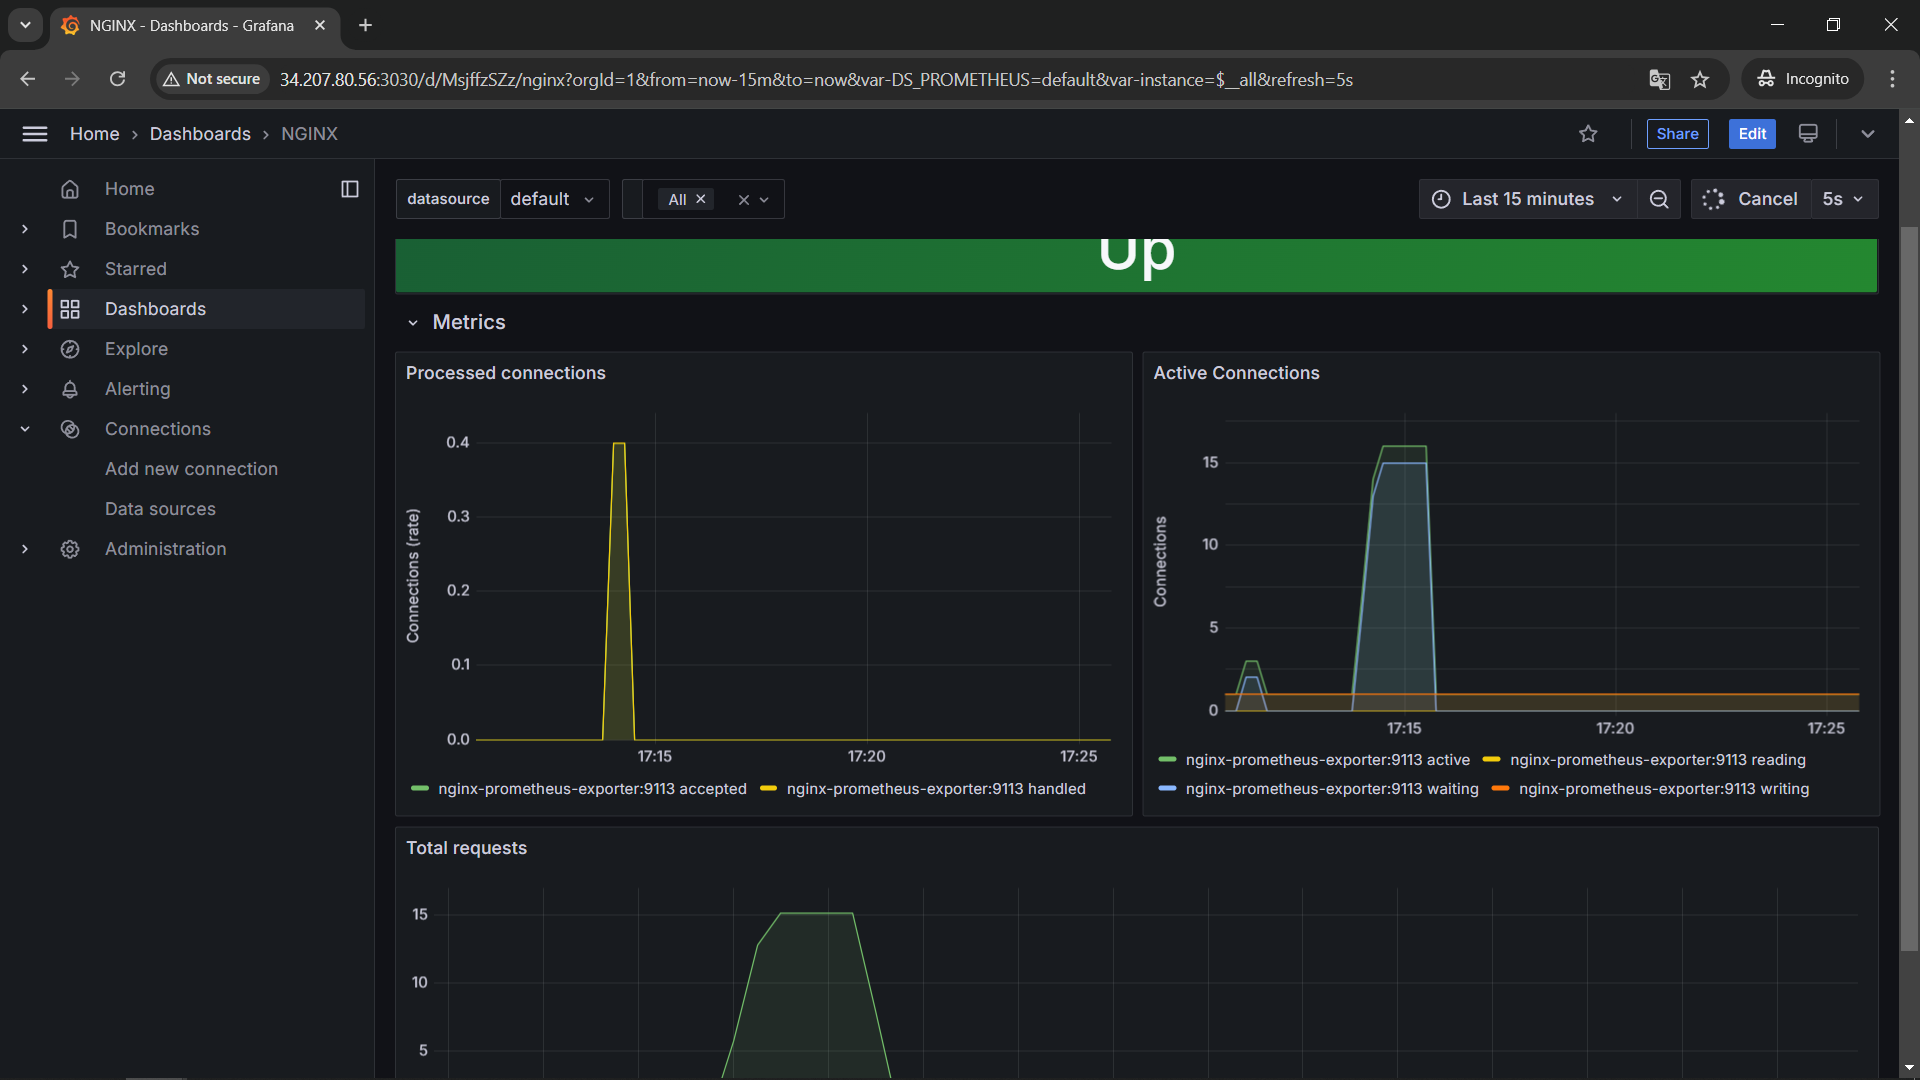 NGINX - Dashboards - Grafana
Not secure
34.207.80.56:3030/d/MsjffzSZz/nginx?orgId=1&from=now-15m&to=now&var-DS_PROMETHEUS=default&var-instance=$__all&refresh=5s
Incognito
Home › Dashboards › NGINX
Share
Edit
Home
Bookmarks
Starred
Dashboards
Explore
Alerting
Connections
Add new connection
Data sources
Administration
datasource default
All
Last 15 minutes
Cancel
5s
Up
Metrics
Processed connections
Connections (rate)
0.4
0.3
0.2
0.1
0.0
17:15 17:20 17:25
nginx-prometheus-exporter:9113 accepted nginx-prometheus-exporter:9113 handled
Active Connections
Connections
15
10
5
0
17:15 17:20 17:25
nginx-prometheus-exporter:9113 active nginx-prometheus-exporter:9113 reading
nginx-prometheus-exporter:9113 waiting nginx-prometheus-exporter:9113 writing
Total requests
15
10
5